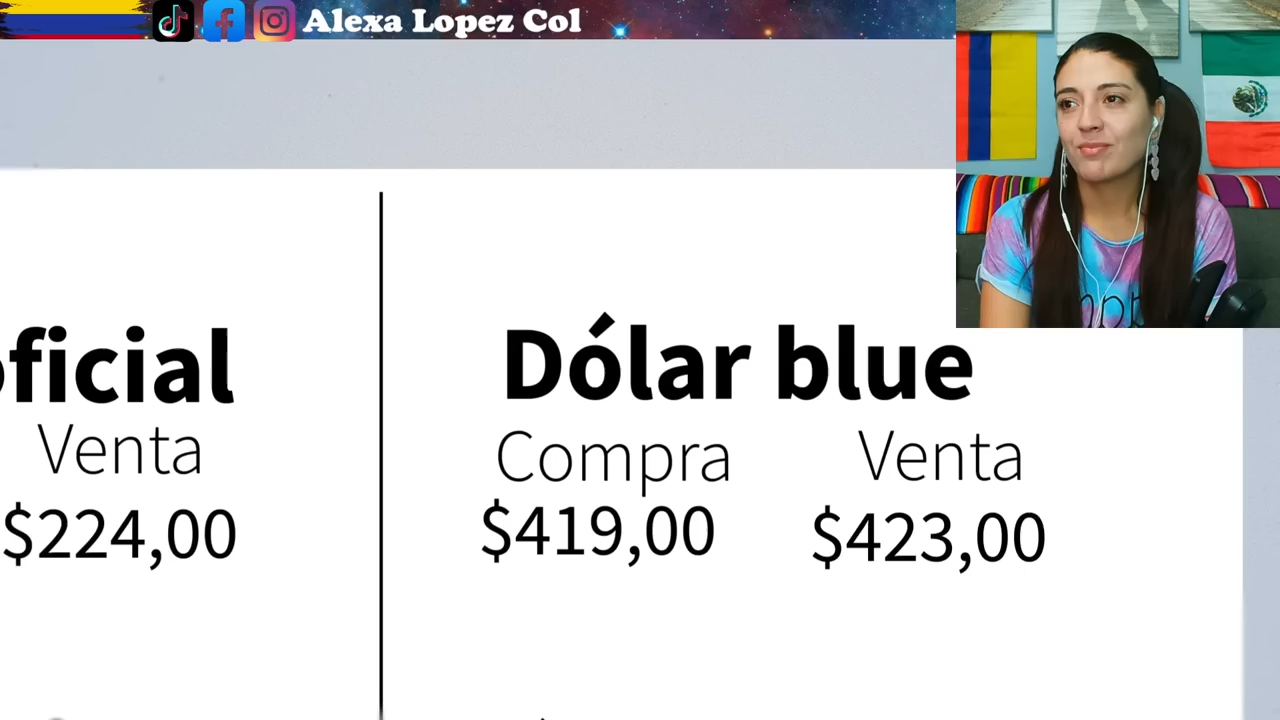 Alexa Lopez Col
oficial
Venta
$224,00
Dólar blue
Compra Venta
$419,00 $423,00